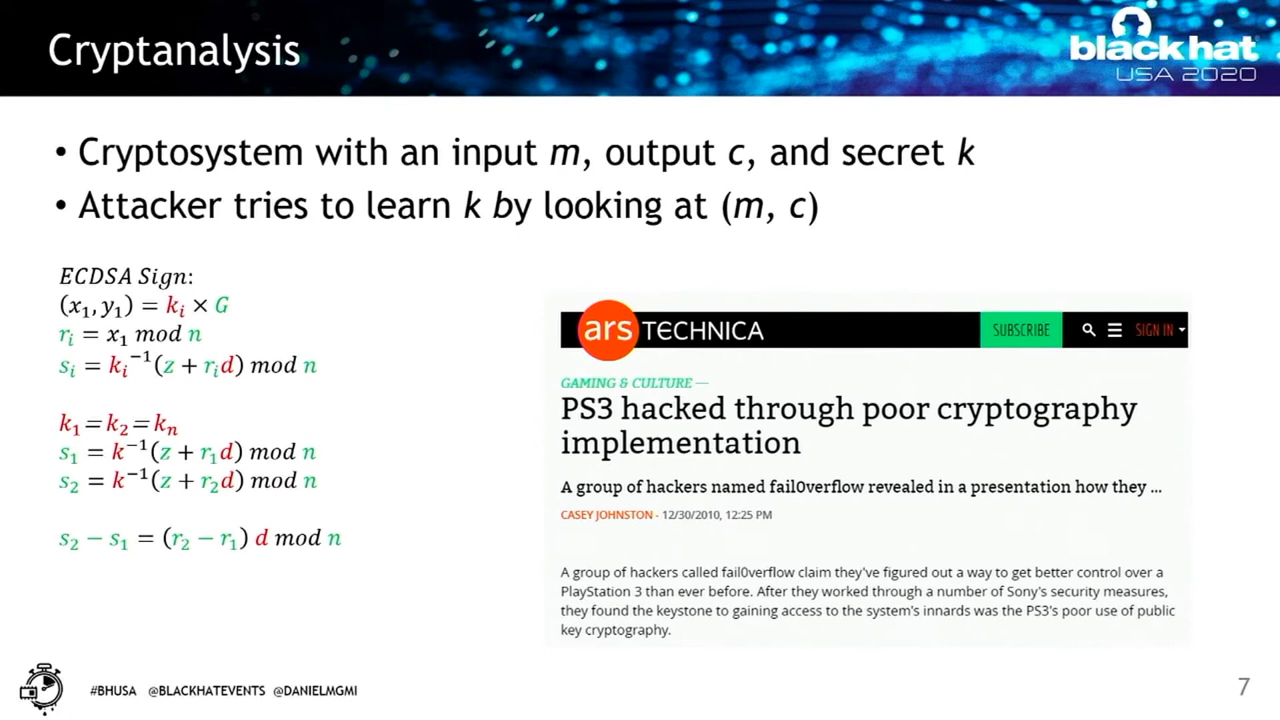 Cryptanalysis
black hat
USA 2020
• Cryptosystem with an input m, output c, and secret k
• Attacker tries to learn k by looking at (m, c)
ECDSA Sign:
(x₁, y₁) = kᵢ × G
rᵢ = x₁ mod n
sᵢ = kᵢ⁻¹(z + rᵢd) mod n
k₁=k₂=kₙ
s₁ = k⁻¹(z + r₁d) mod n
s₂ = k⁻¹(z + r₂d) mod n
s₂ − s₁ = (r₂ − r₁) d mod n
ars TECHNICA
SUBSCRIBE
SIGN IN
GAMING & CULTURE —
PS3 hacked through poor cryptography
implementation
A group of hackers named fail0verflow revealed in a presentation how they ...
CASEY JOHNSTON - 12/30/2010, 12:25 PM
A group of hackers called fail0verflow claim they've figured out a way to get better control over a
PlayStation 3 than ever before. After they worked through a number of Sony's security measures,
they found the keystone to gaining access to the system's innards was the PS3's poor use of public
key cryptography.
#BHUSA @BLACKHATEVENTS @DANIELMGMI
7